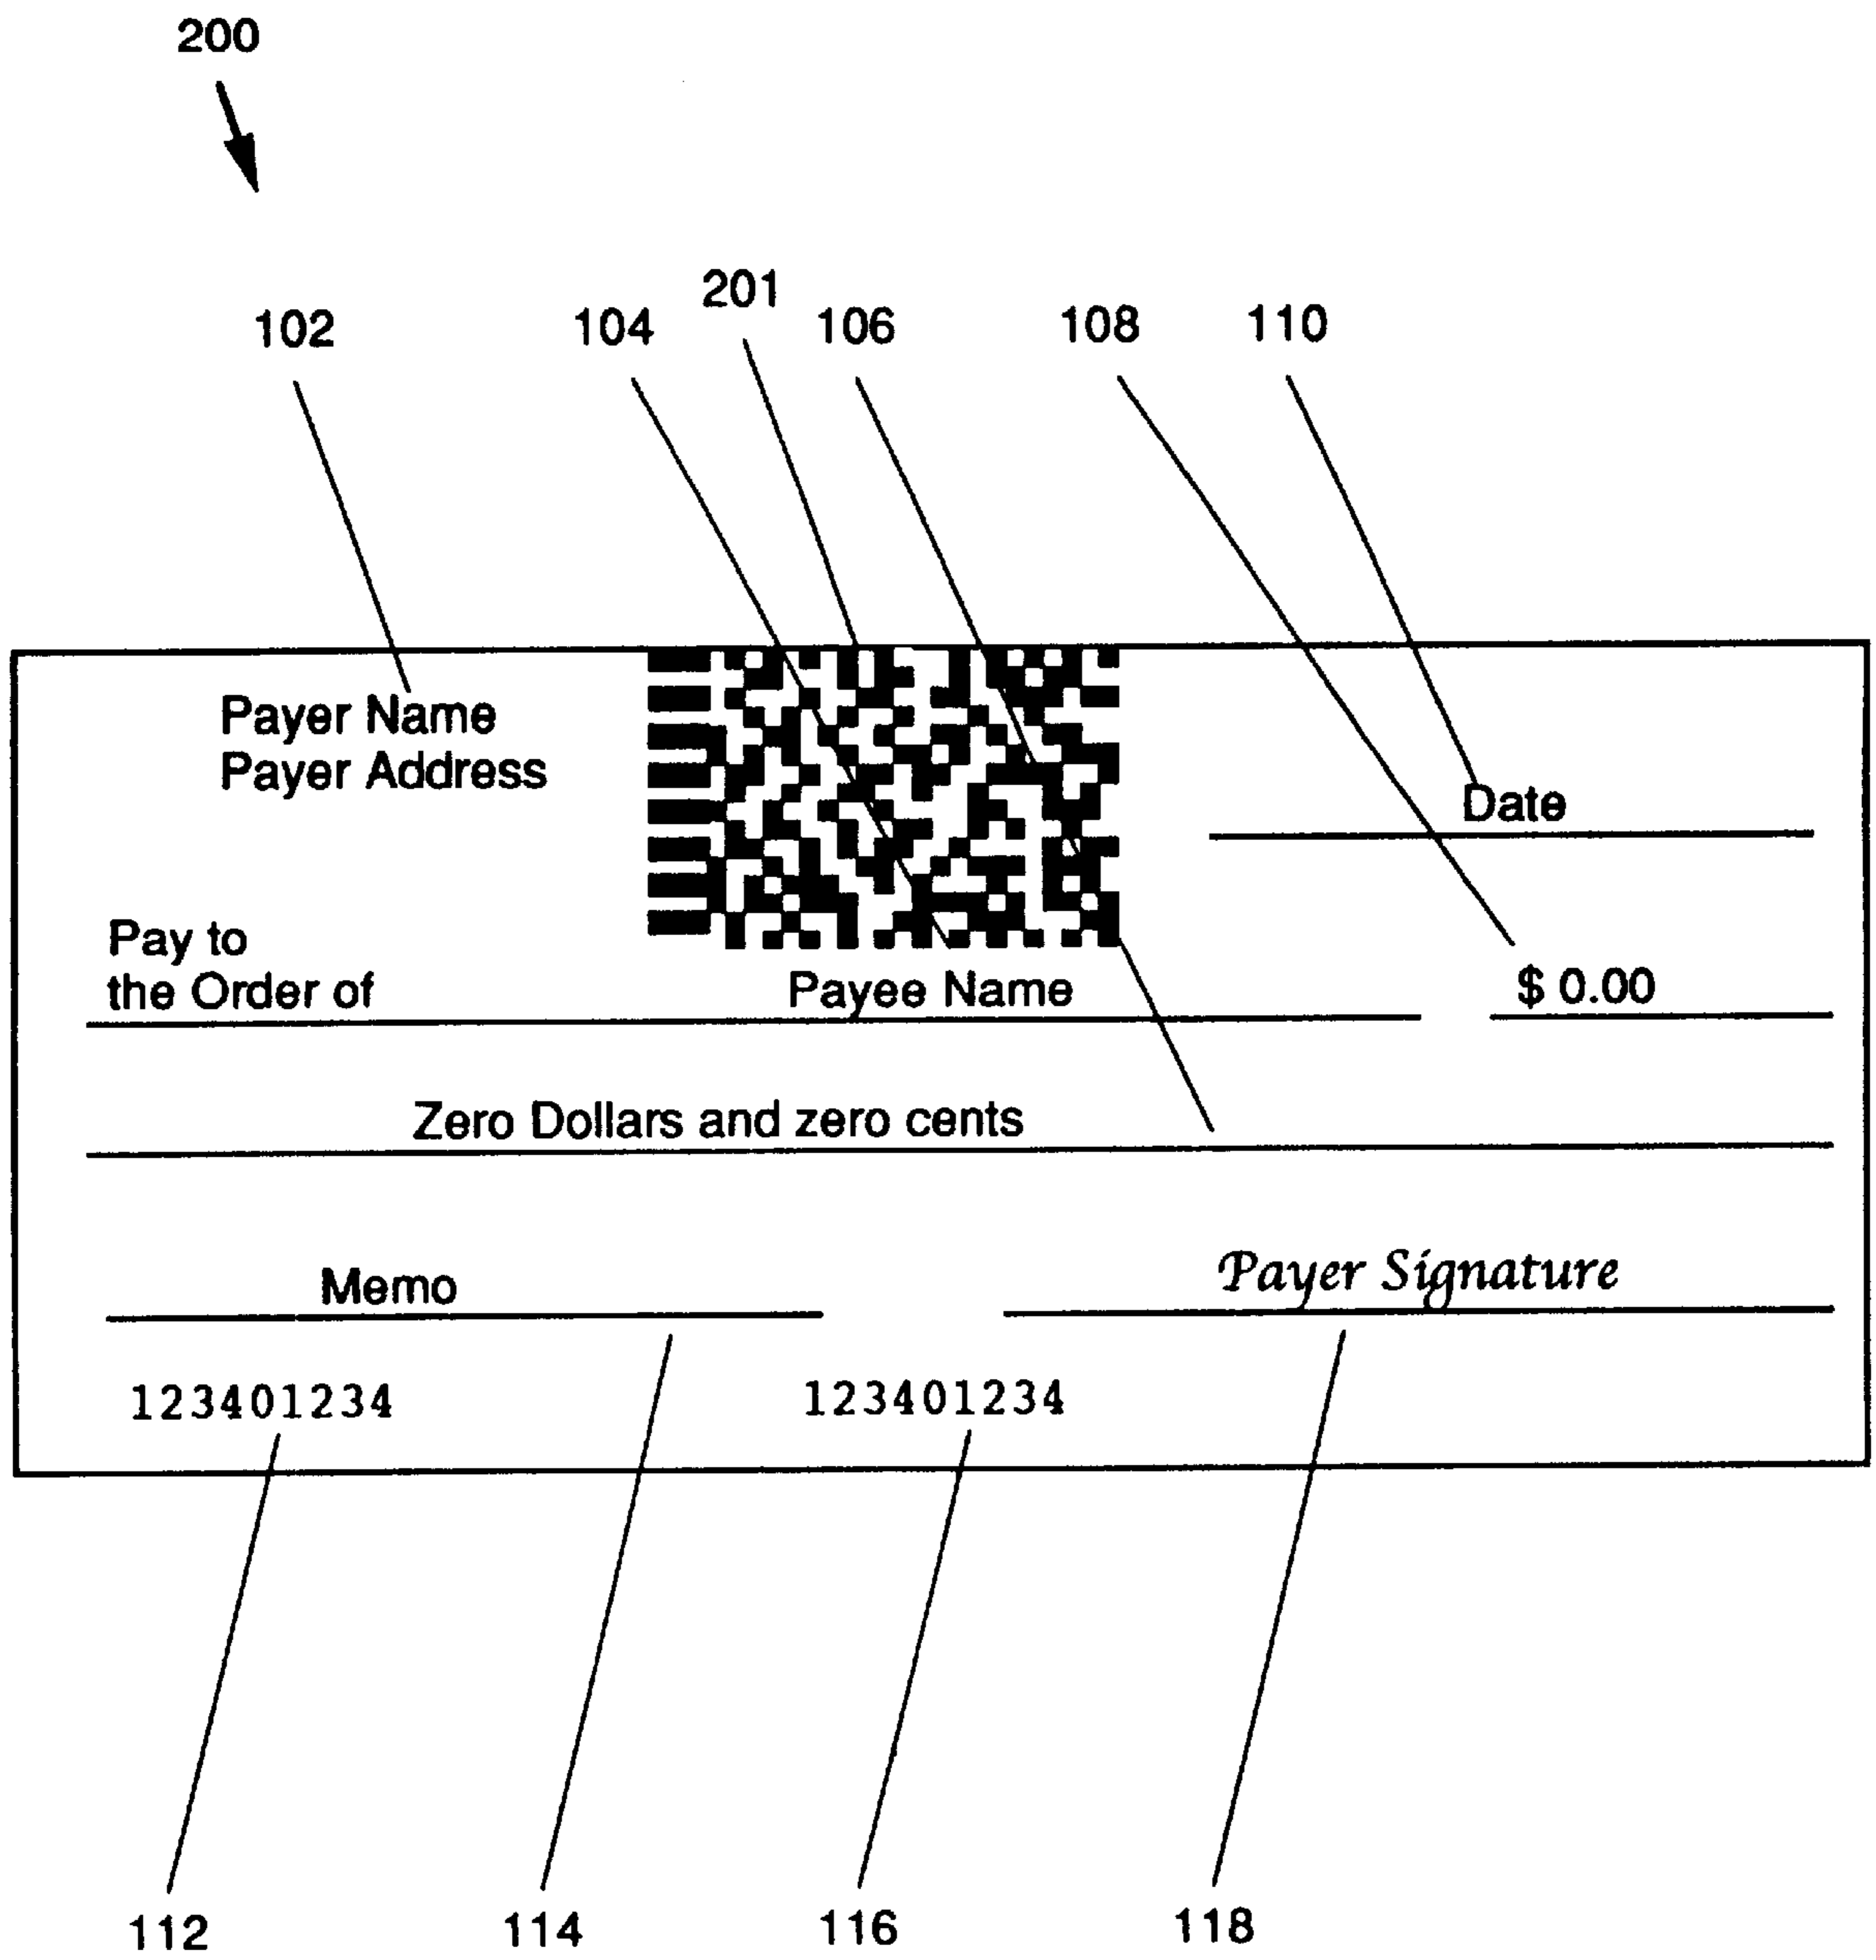 200
201
102 104 106 108 110
Payer Name
Payer Address
Date
Pay to
the Order of Payee Name $ 0.00
Zero Dollars and zero cents
Memo Payer Signature
123401234 123401234
112 114 116 118